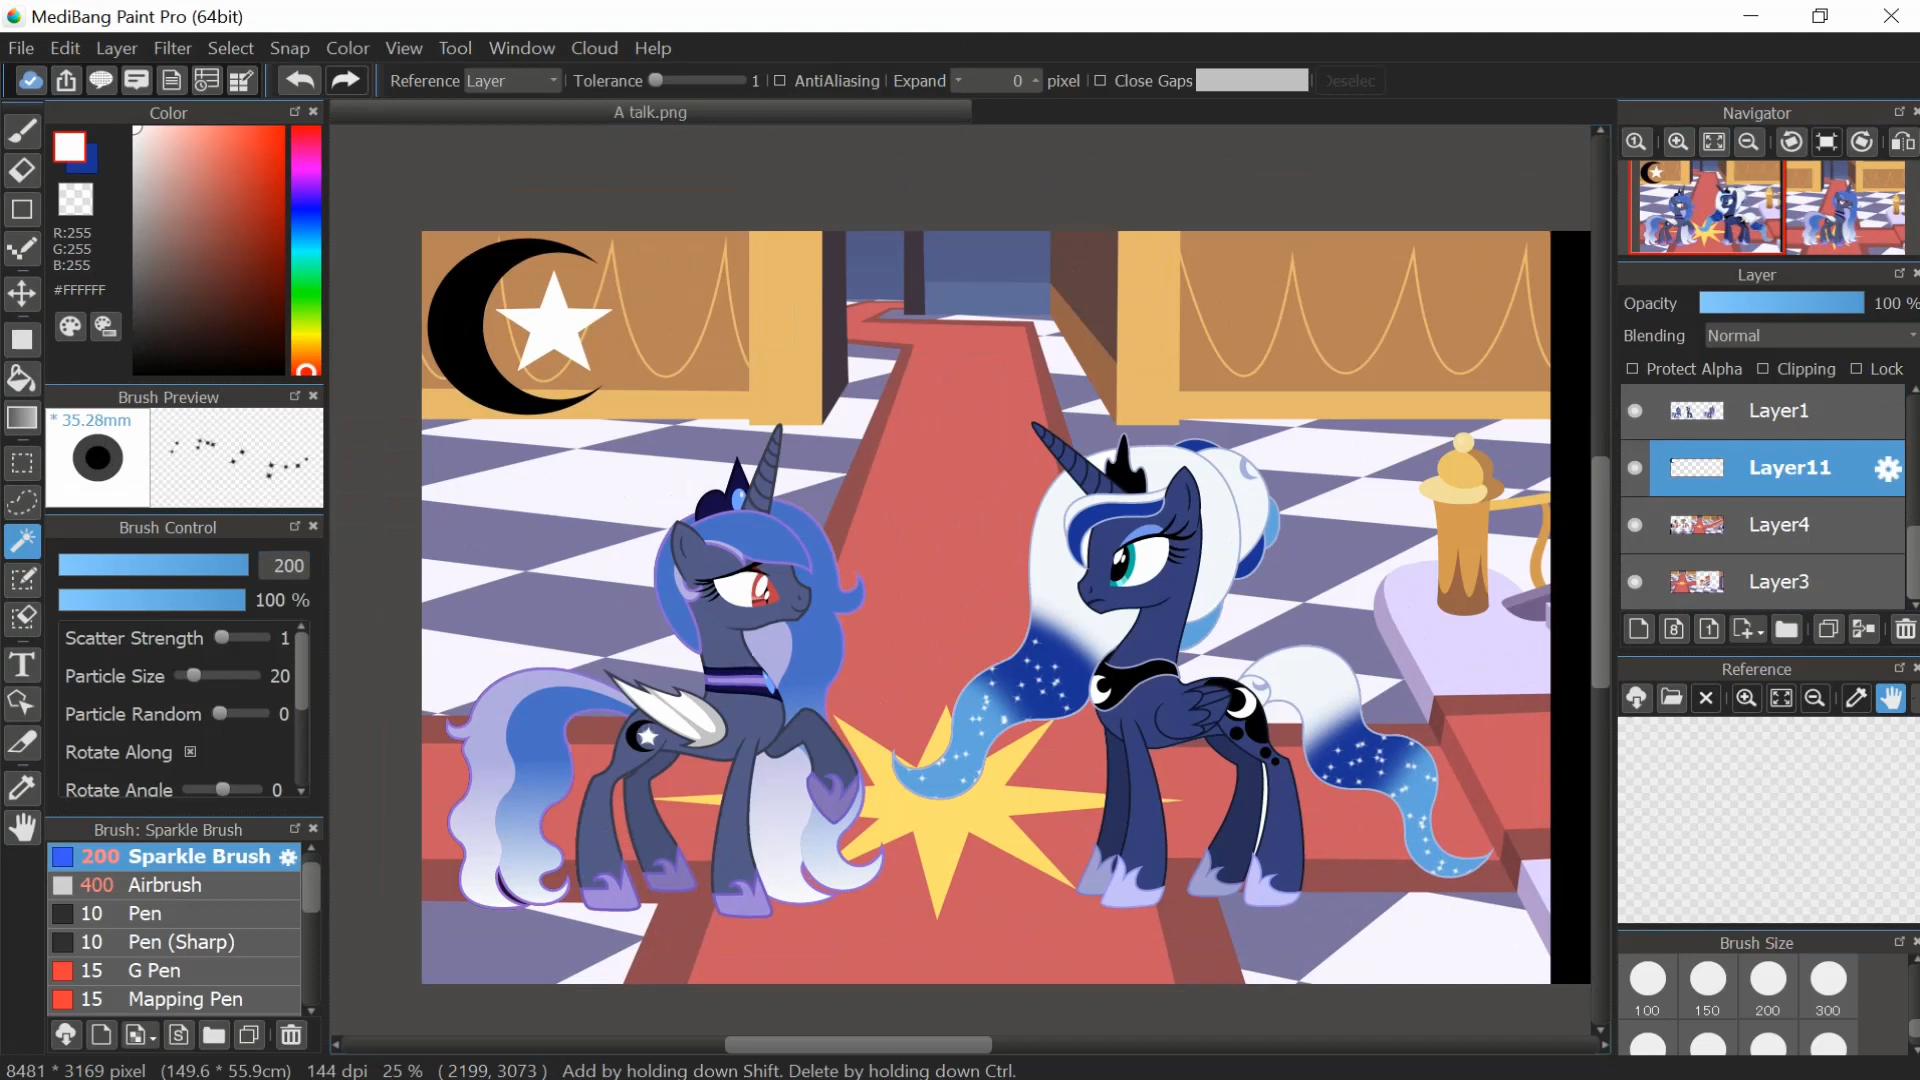 MediBang Paint Pro (64bit)
File Edit Layer Filter Select Snap Color View Tool Window Cloud Help
Reference Layer Tolerance 1 AntiAliasing Expand 0 pixel Close Gaps Deselec
Color
A talk.png
Navigator
R:255
G:255
B:255
#FFFFFF
Layer
Opacity 100 %
Blending Normal
Protect Alpha Clipping Lock
Layer1
Layer11
Layer4
Layer3
Brush Preview
* 35.28mm
Brush Control
200
100 %
Scatter Strength 1
Particle Size 20
Particle Random 0
Rotate Along
Rotate Angle 0
Brush: Sparkle Brush
200 Sparkle Brush
400 Airbrush
10 Pen
10 Pen (Sharp)
15 G Pen
15 Mapping Pen
Reference
Brush Size
100 150 200 300
8481 * 3169 pixel (149.6 * 55.9cm) 144 dpi 25 % ( 2199, 3073 ) Add by holding down Shift. Delete by holding down Ctrl.